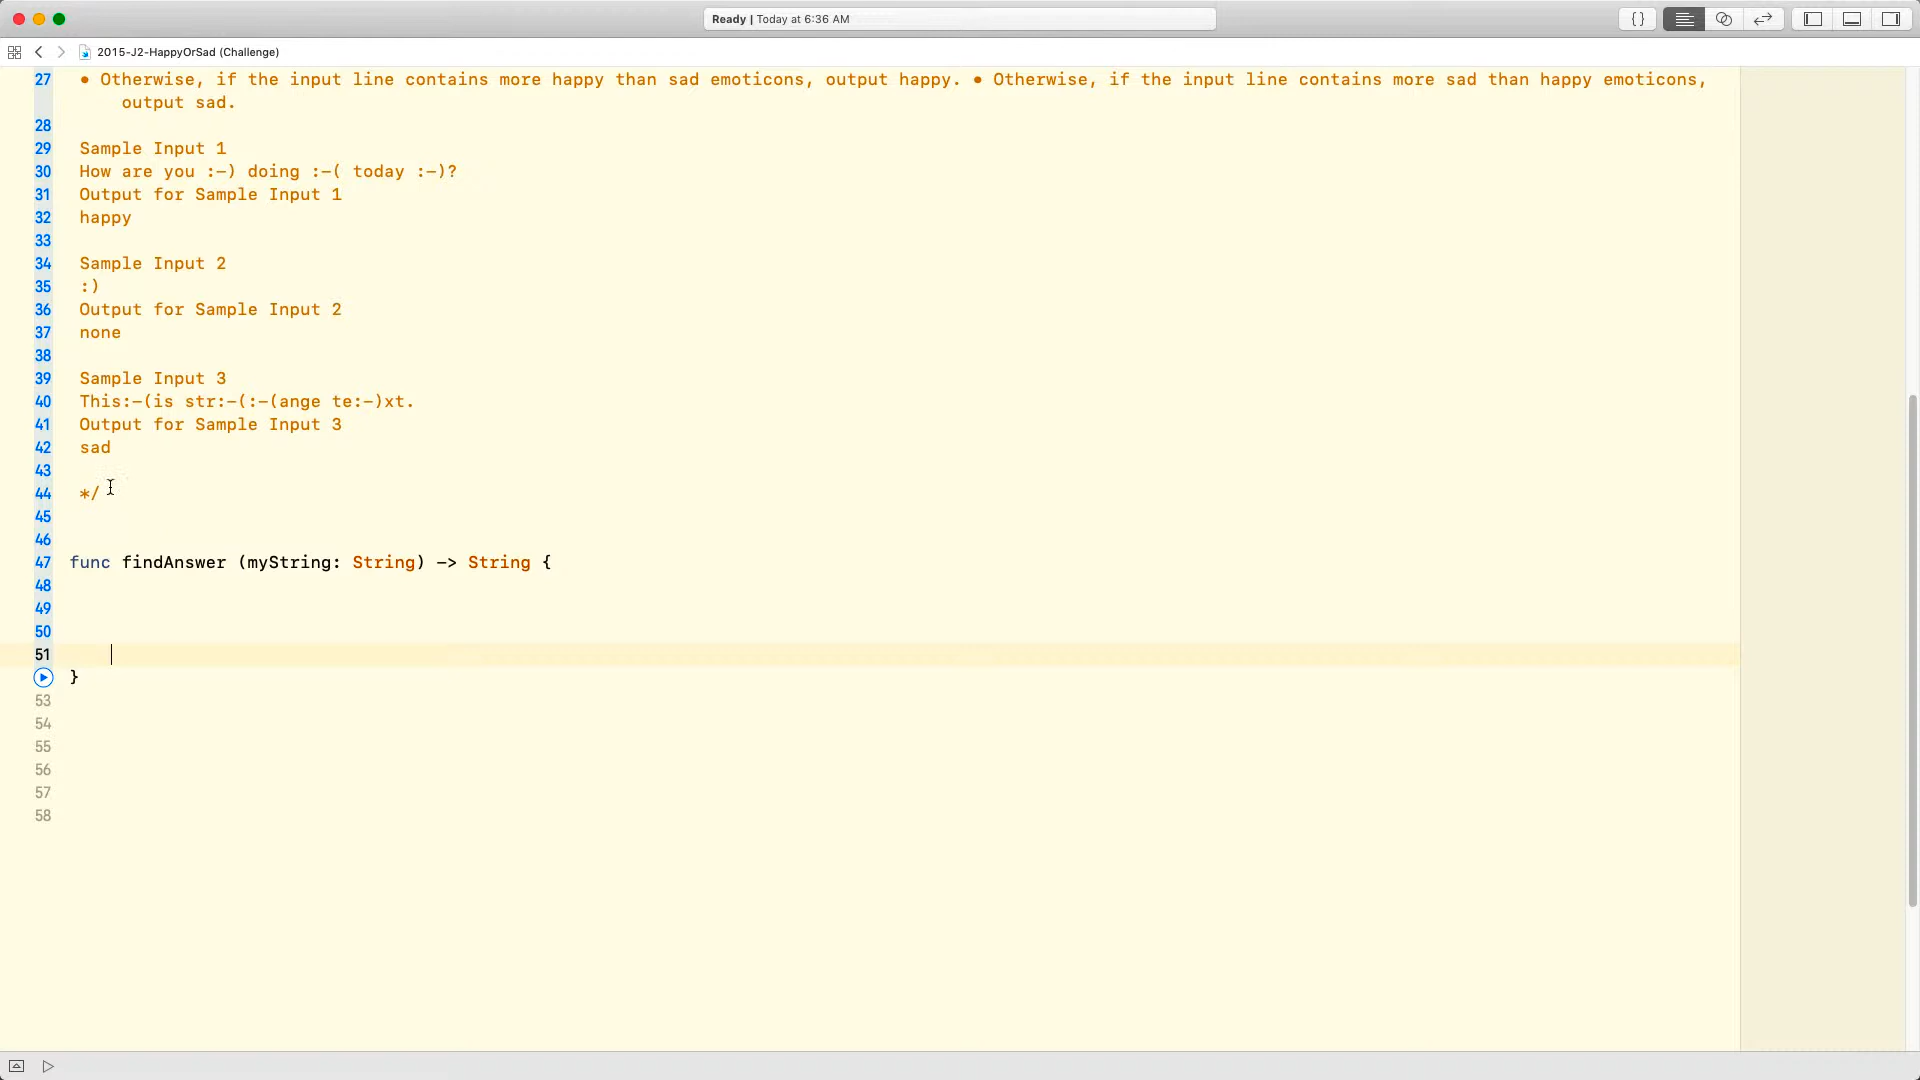 Ready | Today at 6:36 AM
{}
2015-J2-HappyOrSad (Challenge)
27 • Otherwise, if the input line contains more happy than sad emoticons, output happy. • Otherwise, if the input line contains more sad than happy emoticons,
output sad.
28
29 Sample Input 1
30 How are you :-) doing :-( today :-)?
31 Output for Sample Input 1
32 happy
33
34 Sample Input 2
35 :)
36 Output for Sample Input 2
37 none
38
39 Sample Input 3
40 This:-(is str:-(:-(ange te:-)xt.
41 Output for Sample Input 3
42 sad
43
44 */
45
46
47 func findAnswer (myString: String) -> String {
48
49
50
51
}
53
54
55
56
57
58